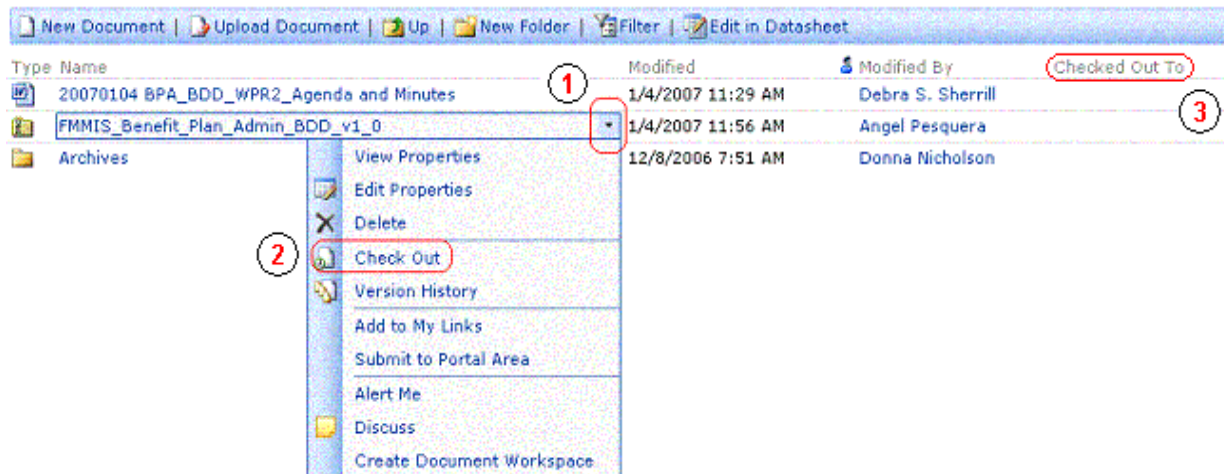 New Document | Upload Document | Up | New Folder | Filter | Edit in Datasheet
Type Name Modified Modified By Checked Out To
1
20070104 BPA_BDD_WPR2_Agenda and Minutes 1/4/2007 11:29 AM Debra S. Sherrill
3
FMMIS_Benefit_Plan_Admin_BDD_v1_0 1/4/2007 11:56 AM Angel Pesquera
Archives 12/8/2006 7:51 AM Donna Nicholson
View Properties
Edit Properties
Delete
2
Check Out
Version History
Add to My Links
Submit to Portal Area
Alert Me
Discuss
Create Document Workspace